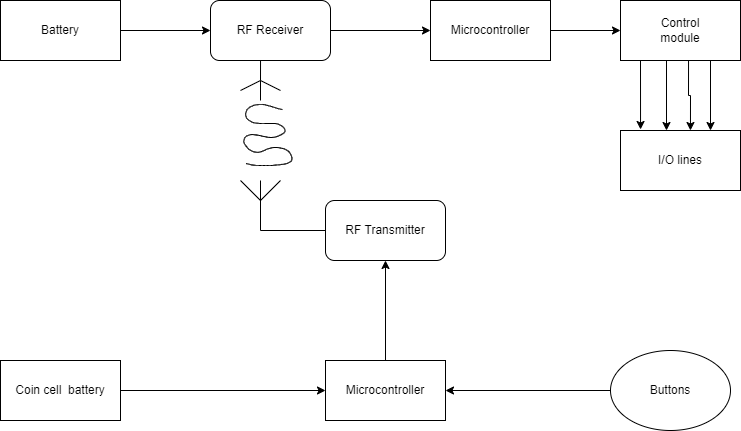 Battery
RF Receiver
Microcontroller
Control
module
I/O lines
RF Transmitter
Coin cell  battery
Microcontroller
Buttons